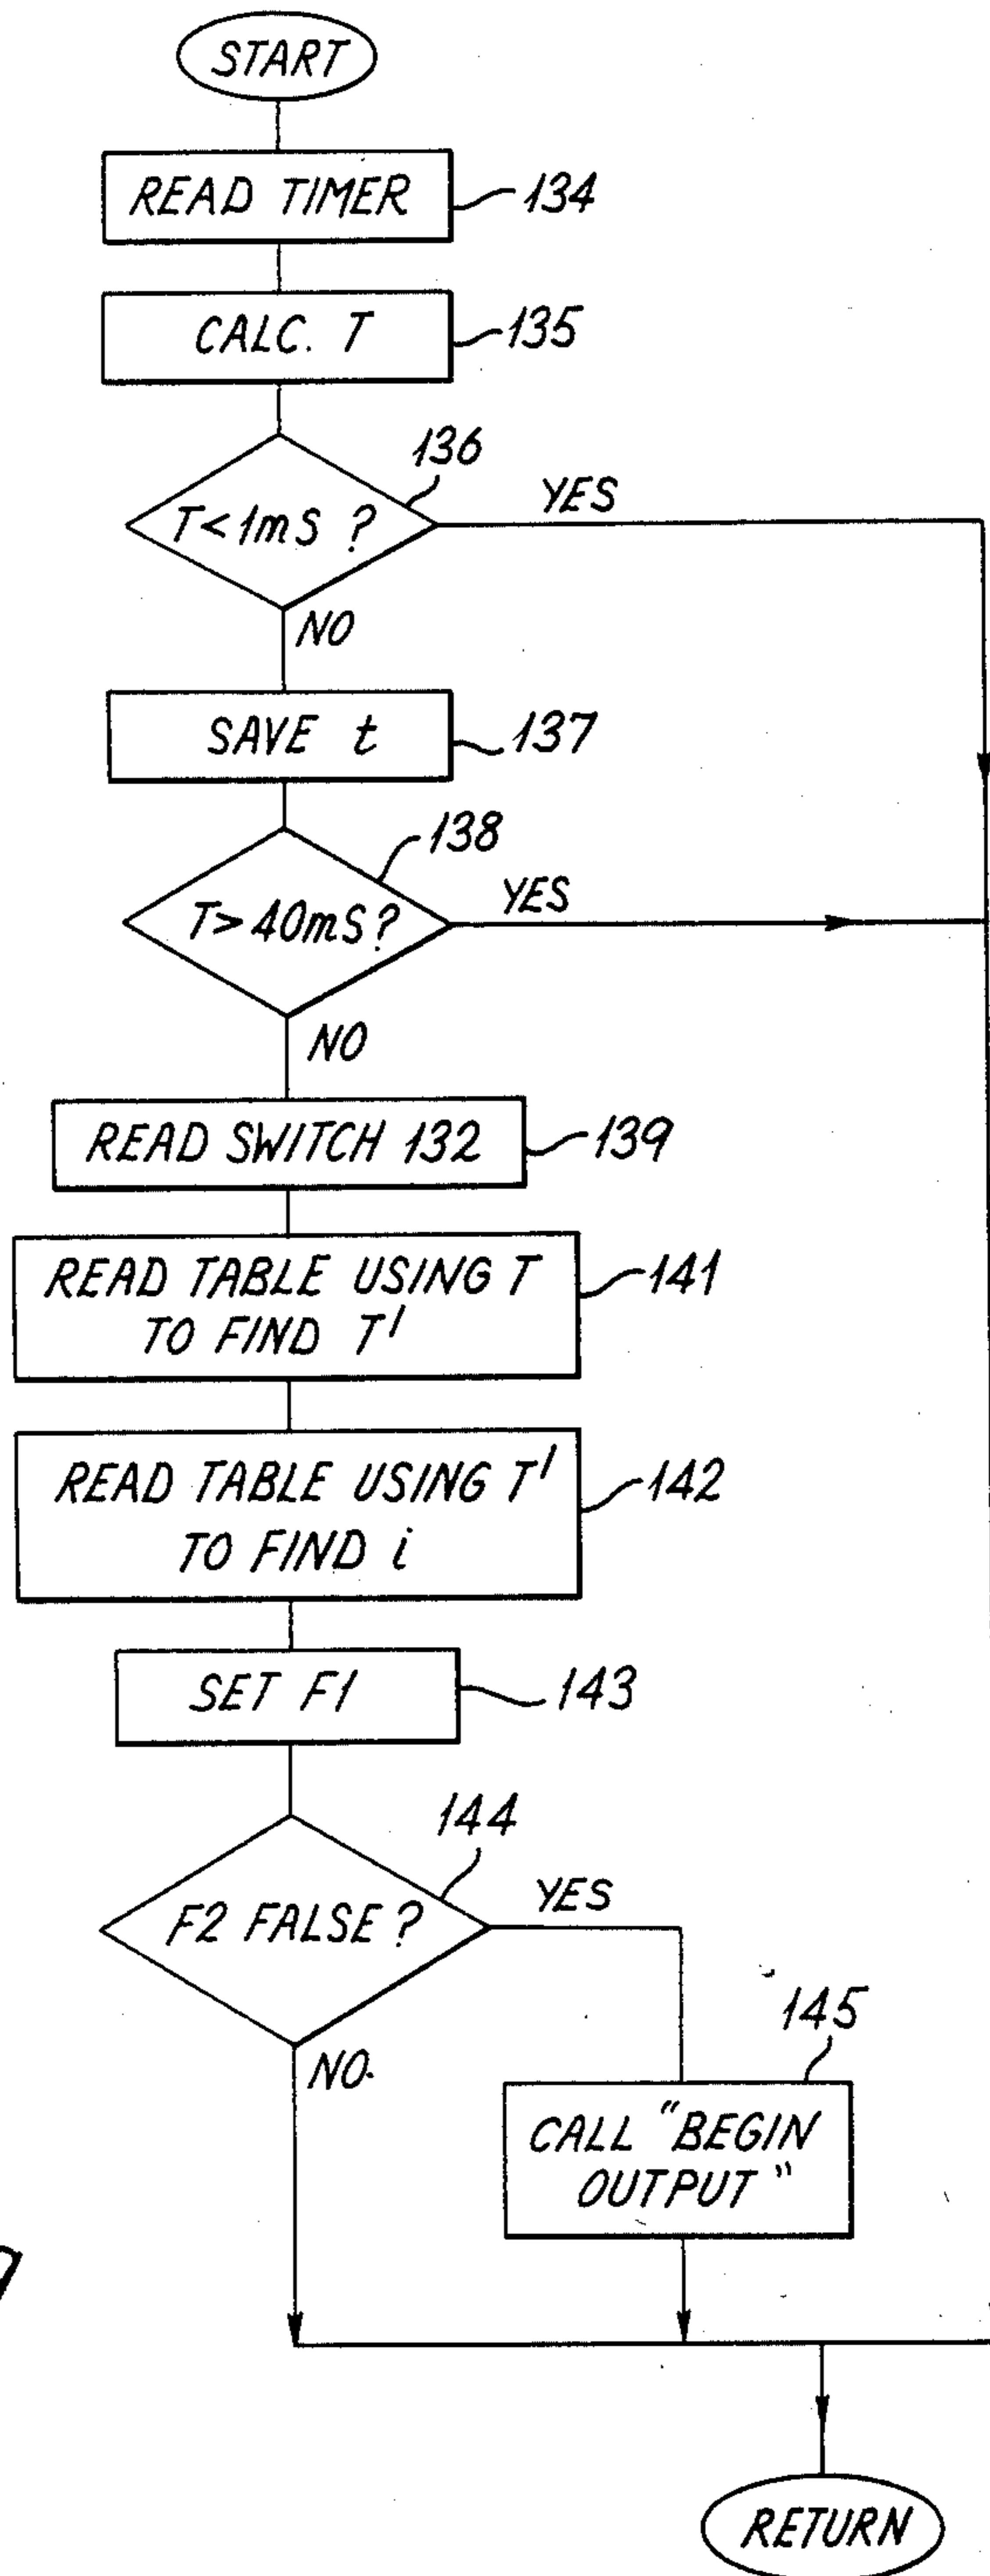 START
READ TIMER
134
CALC. T
135
136
T<1mS ?
YES
NO
SAVE t
137
138
T>40mS?
YES
NO
READ SWITCH 132
139
READ TABLE USING T
TO FIND T'
141
READ TABLE USING T'
TO FIND i
142
SET F1
143
144
F2 FALSE ?
YES
NO.
145
CALL "BEGIN
OUTPUT"
RETURN